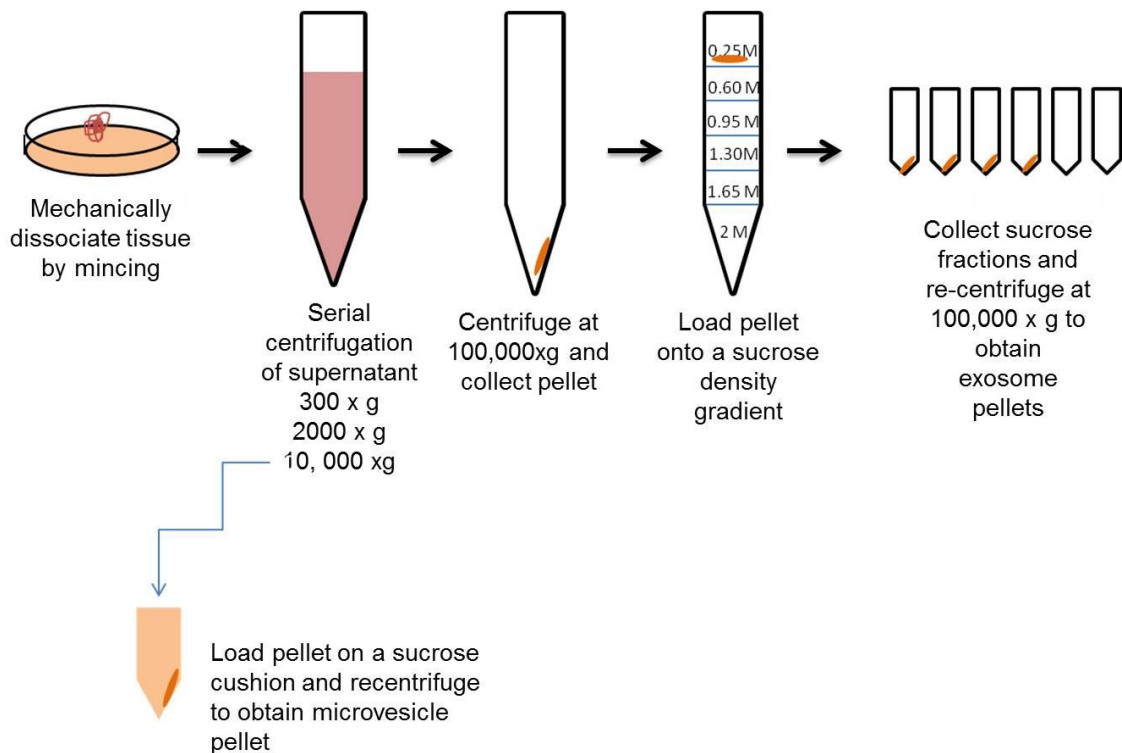 Mechanically
dissociate tissue
by mincing
Serial
centrifugation
of supernatant
300 x g
2000 x g
10, 000 xg
Centrifuge at
100,000xg and
collect pellet
0.25M
0.60 M
0.95 M
1.30M
1.65 M
2 M
Load pellet
onto a sucrose
density
gradient
Collect sucrose
fractions and
re-centrifuge at
100,000 x g to
obtain
exosome
pellets
Load pellet on a sucrose
cushion and recentrifuge
to obtain microvesicle
pellet